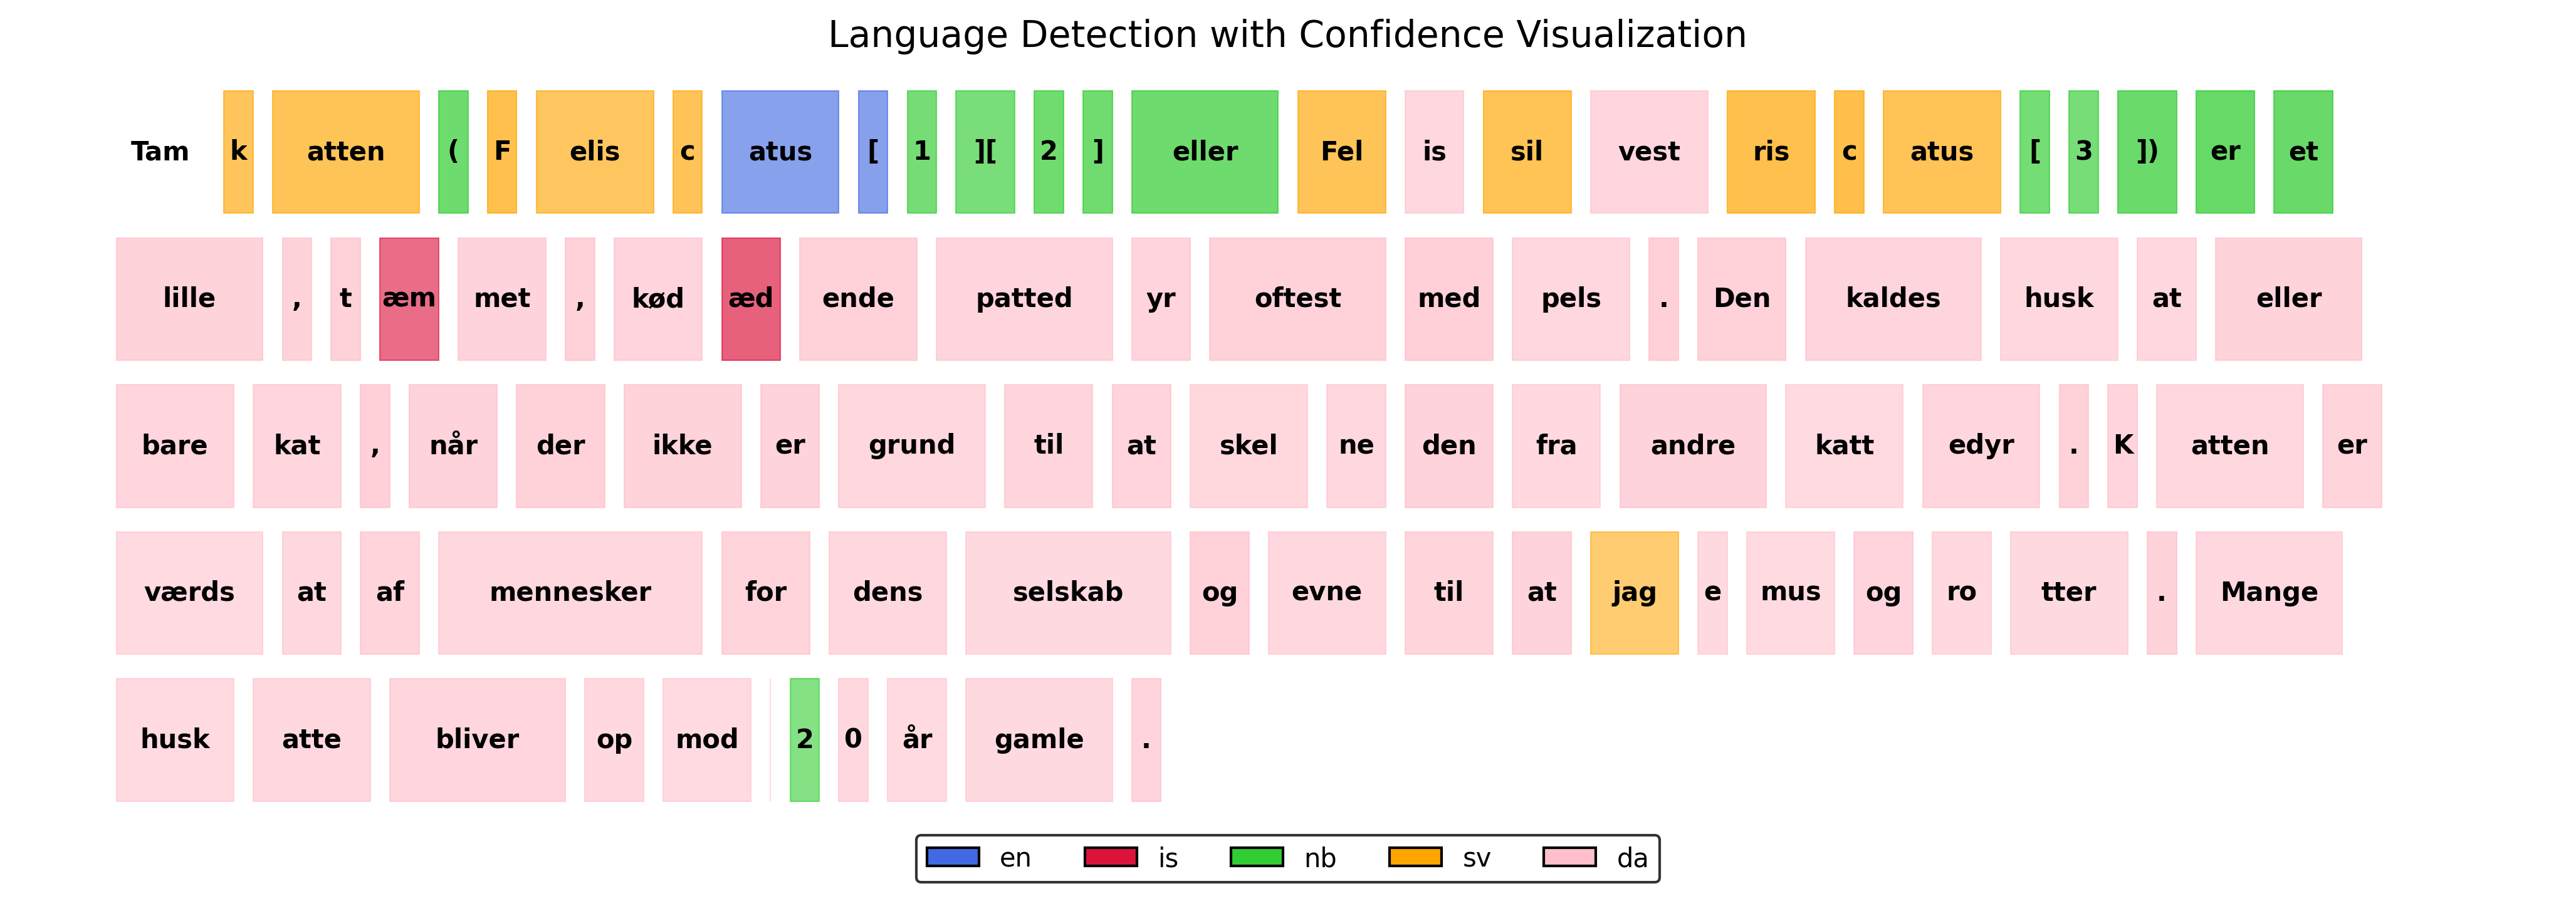 Language Detection with Confidence Visualization
Tam k atten ( F elis c atus [ 1 ][ 2 ] eller Fel is sil vest ris c atus [ 3 ]) er et
lille , t æm met , kød æd ende patted yr oftest med pels . Den kaldes husk at eller
bare kat , når der ikke er grund til at skel ne den fra andre katt edyr . K atten er
værds at af mennesker for dens selskab og evne til at jag e mus og ro tter . Mange
husk atte bliver op mod 2 0 år gamle .
en is nb sv da